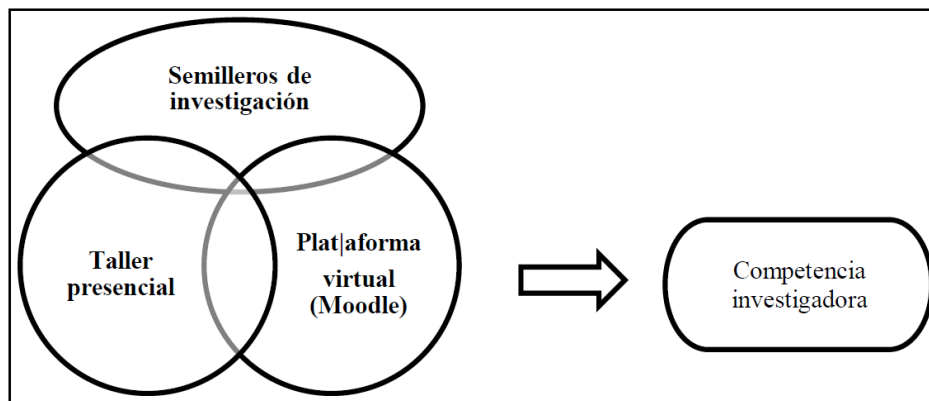 Semilleros de
investigación
Taller
presencial
Plat|aforma
virtual
(Moodle)
Competencia
investigadora